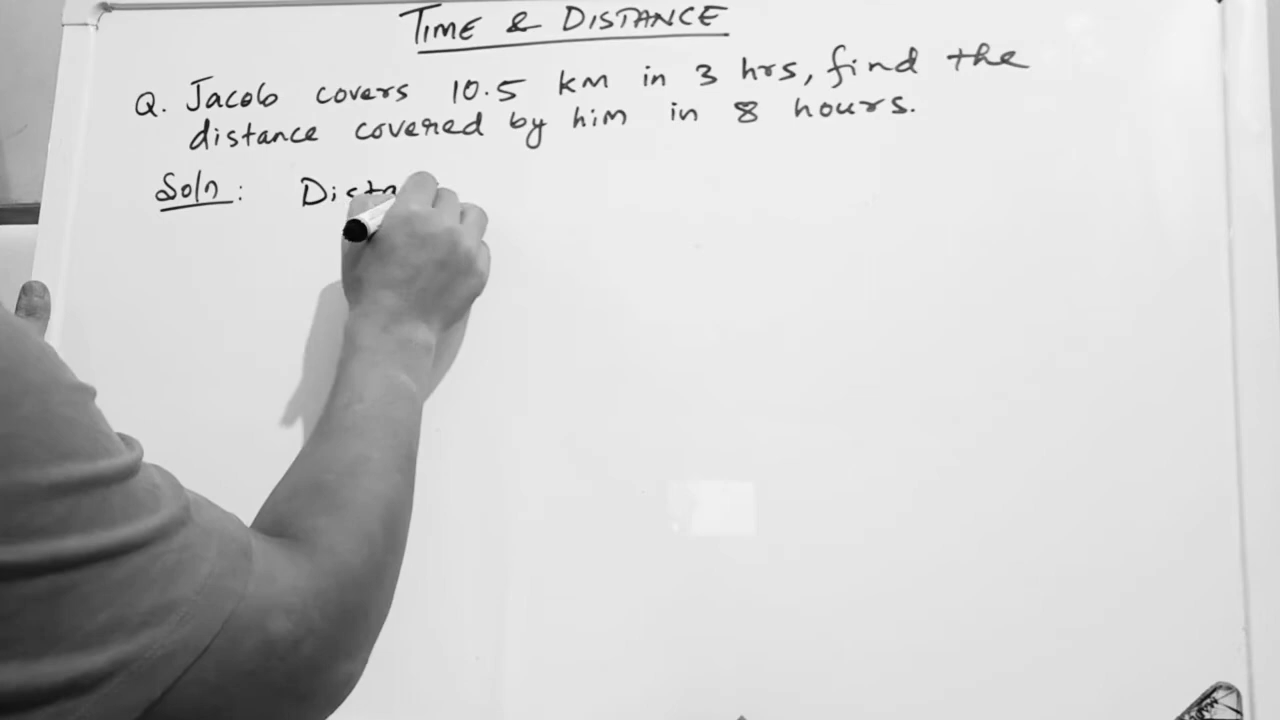 TIME & DISTANCE
Q. Jacob covers 10.5 km in 3 hrs, find the
distance covered by him in 8 hours.
Soln: